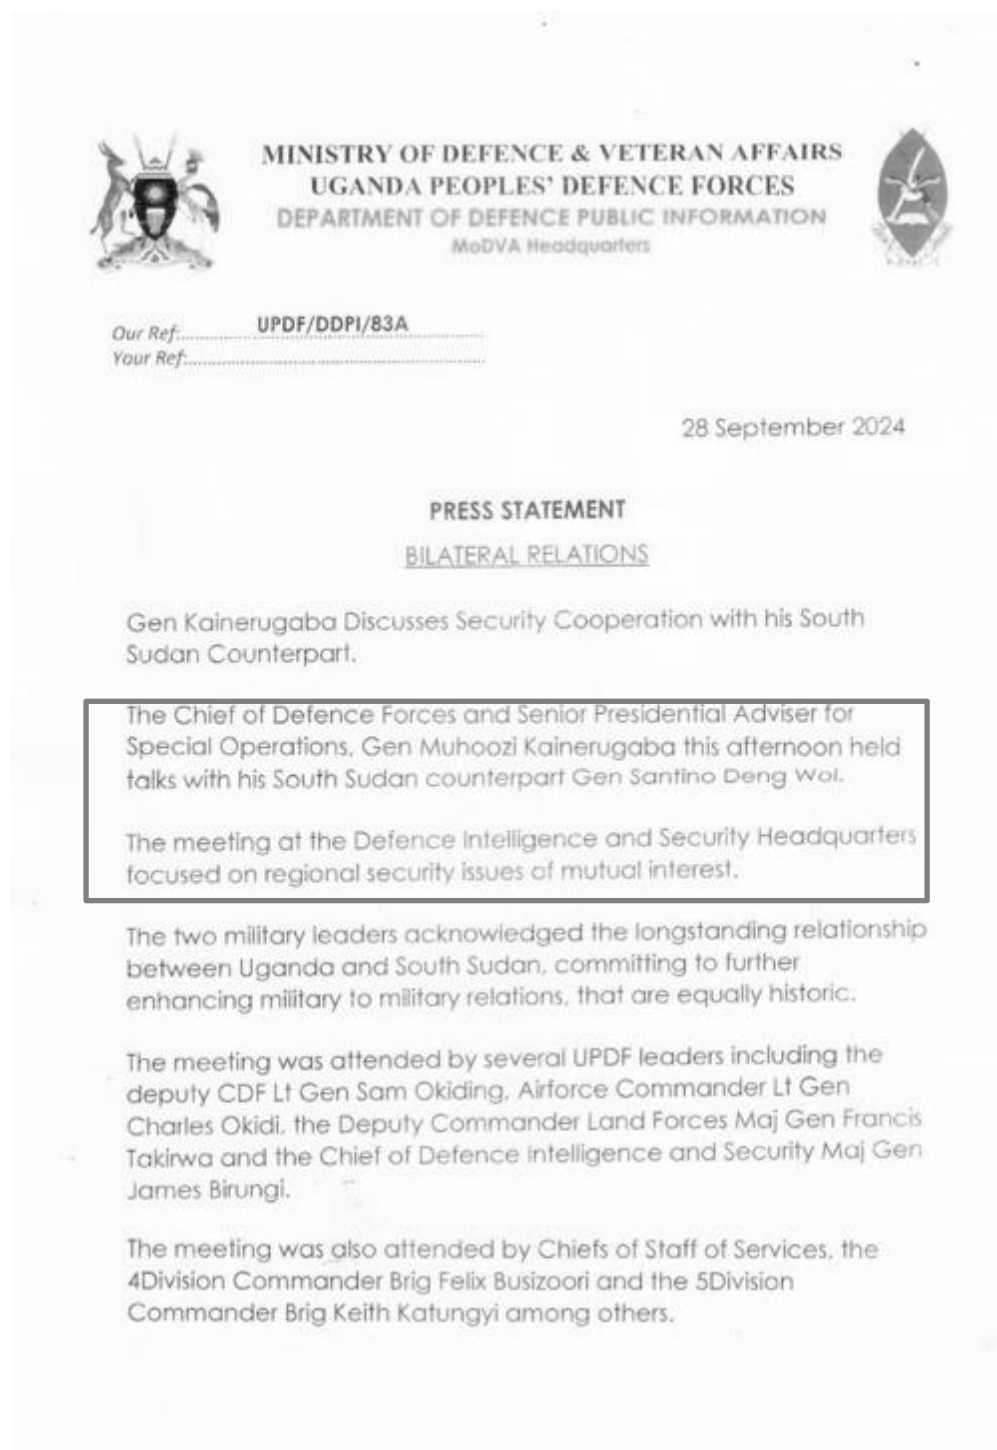 MINISTRY OF DEFENCE & VETERAN AFFAIRS
UGANDA PEOPLES' DEFENCE FORCES
DEPARTMENT OF DEFENCE PUBLIC INFORMATION
MoDVA Headquarters
Our Ref:............UPDF/DDPI/83A............
Your Ref:........................
28 September 2024
PRESS STATEMENT
BILATERAL RELATIONS
Gen Kainerugaba Discusses Security Cooperation with his South
Sudan Counterpart.
The Chief of Defence Forces and Senior Presidential Adviser for
Special Operations, Gen Muhoozi Kainerugaba this afternoon held
talks with his South Sudan counterpart Gen Santino Deng Wol.
The meeting at the Defence Intelligence and Security Headquarters
focused on regional security issues of mutual interest.
The two military leaders acknowledged the longstanding relationship
between Uganda and South Sudan, committing to further
enhancing military to military relations, that are equally historic.
The meeting was attended by several UPDF leaders including the
deputy CDF Lt Gen Sam Okiding, Airforce Commander Lt Gen
Charles Okidi, the Deputy Commander Land Forces Maj Gen Francis
Takirwa and the Chief of Defence Intelligence and Security Maj Gen
James Birungi.
The meeting was also attended by Chiefs of Staff of Services, the
4Division Commander Brig Felix Busizoori and the 5Division
Commander Brig Keith Katungyi among others.